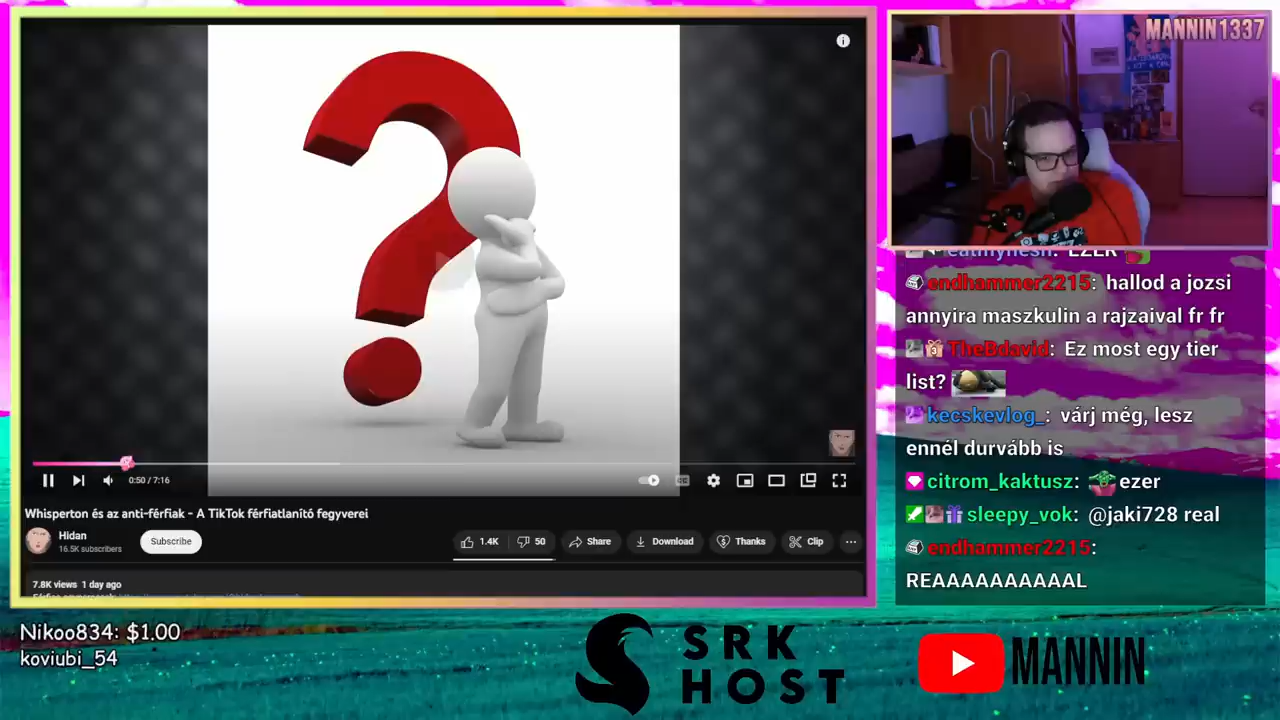 MANNIN1337
eatmyflesh: EZER
endhammer2215: hallod a jozsi
annyira maszkulin a rajzaival fr fr
TheBdavid: Ez most egy tier
list?
kecskevlog_: várj még, lesz
ennél durvább is
citrom_kaktusz: ezer
sleepy_vok: @jaki728 real
endhammer2215:
REAAAAAAAAAL
0:50 / 7:16
Whisperton és az anti-férfiak - A TikTok férfiatlanító fegyverei
Hidan
16.5K subscribers
Subscribe
1.4K
50
Share
Download
Thanks
Clip
7.8K views 1 day ago
Nikoo834: $1.00
koviubi_54
SRK
HOST
MANNIN